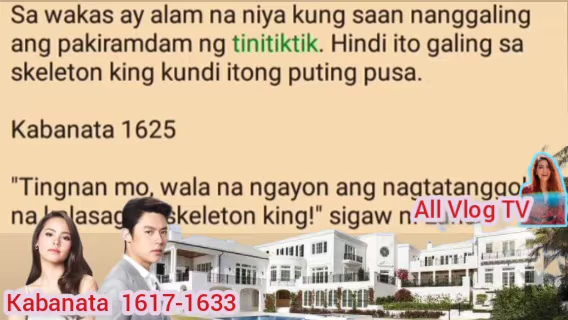 Sa wakas ay alam na niya kung saan nanggaling
ang pakiramdam ng tinitiktik. Hindi ito galing sa
skeleton king kundi itong puting pusa.
Kabanata 1625
"Tingnan mo, wala na ngayon ang
na skeleton king!" sigaw
All Vlog TV
Kabanata 1617-1633